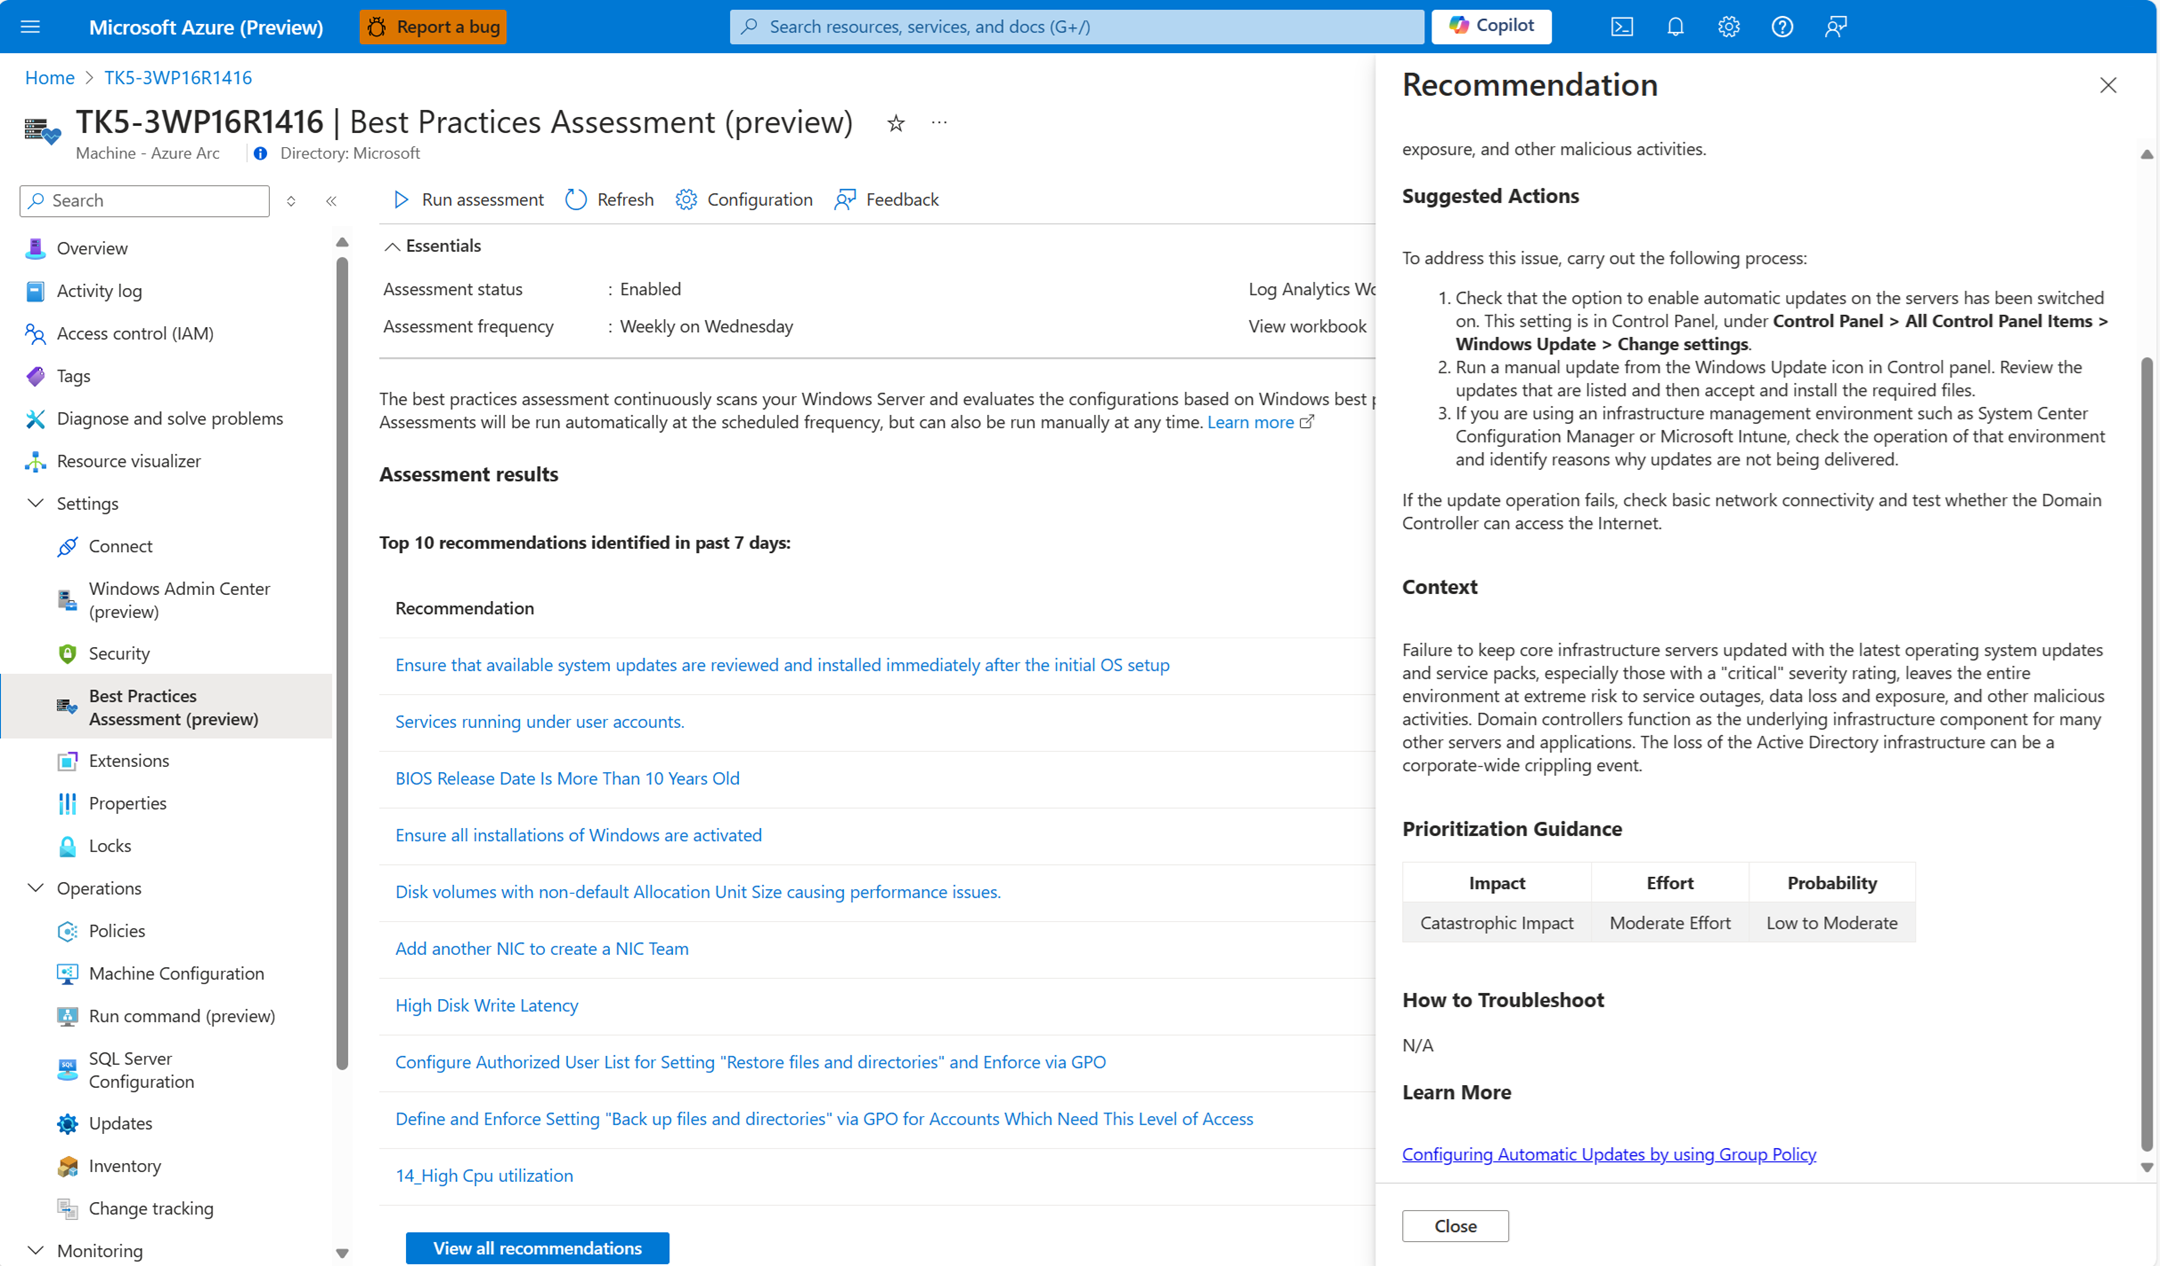 Microsoft Azure (Preview)
Report a bug
Search resources, services, and docs (G+/)
Copilot
Home > TK5-3WP16R1416
TK5-3WP16R1416 | Best Practices Assessment (preview)
Machine - Azure Arc
Directory: Microsoft
Search
Overview
Activity log
Access control (IAM)
Tags
Diagnose and solve problems
Resource visualizer
Settings
Connect
Windows Admin Center
(preview)
Security
Best Practices
Assessment (preview)
Extensions
Properties
Locks
Operations
Policies
Machine Configuration
Run command (preview)
SQL Server
Configuration
Updates
Inventory
Change tracking
Monitoring
Run assessment
Refresh
Configuration
Feedback
Essentials
Assessment status : Enabled
Log Analytics Wo
Assessment frequency : Weekly on Wednesday
View workbook
The best practices assessment continuously scans your Windows Server and evaluates the configurations based on Windows best p
Assessments will be run automatically at the scheduled frequency, but can also be run manually at any time. Learn more
Assessment results
Top 10 recommendations identified in past 7 days:
Recommendation
Ensure that available system updates are reviewed and installed immediately after the initial OS setup
Services running under user accounts.
BIOS Release Date Is More Than 10 Years Old
Ensure all installations of Windows are activated
Disk volumes with non-default Allocation Unit Size causing performance issues.
Add another NIC to create a NIC Team
High Disk Write Latency
Configure Authorized User List for Setting "Restore files and directories" and Enforce via GPO
Define and Enforce Setting "Back up files and directories" via GPO for Accounts Which Need This Level of Access
14_High Cpu utilization
View all recommendations
Recommendation
exposure, and other malicious activities.
Suggested Actions
To address this issue, carry out the following process:
1. Check that the option to enable automatic updates on the servers has been switched
on. This setting is in Control Panel, under Control Panel > All Control Panel Items >
Windows Update > Change settings.
2. Run a manual update from the Windows Update icon in Control panel. Review the
updates that are listed and then accept and install the required files.
3. If you are using an infrastructure management environment such as System Center
Configuration Manager or Microsoft Intune, check the operation of that environment
and identify reasons why updates are not being delivered.
If the update operation fails, check basic network connectivity and test whether the Domain
Controller can access the Internet.
Context
Failure to keep core infrastructure servers updated with the latest operating system updates
and service packs, especially those with a "critical" severity rating, leaves the entire
environment at extreme risk to service outages, data loss and exposure, and other malicious
activities. Domain controllers function as the underlying infrastructure component for many
other servers and applications. The loss of the Active Directory infrastructure can be a
corporate-wide crippling event.
Prioritization Guidance
Impact Effort Probability
Catastrophic Impact Moderate Effort Low to Moderate
How to Troubleshoot
N/A
Learn More
Configuring Automatic Updates by using Group Policy
Close